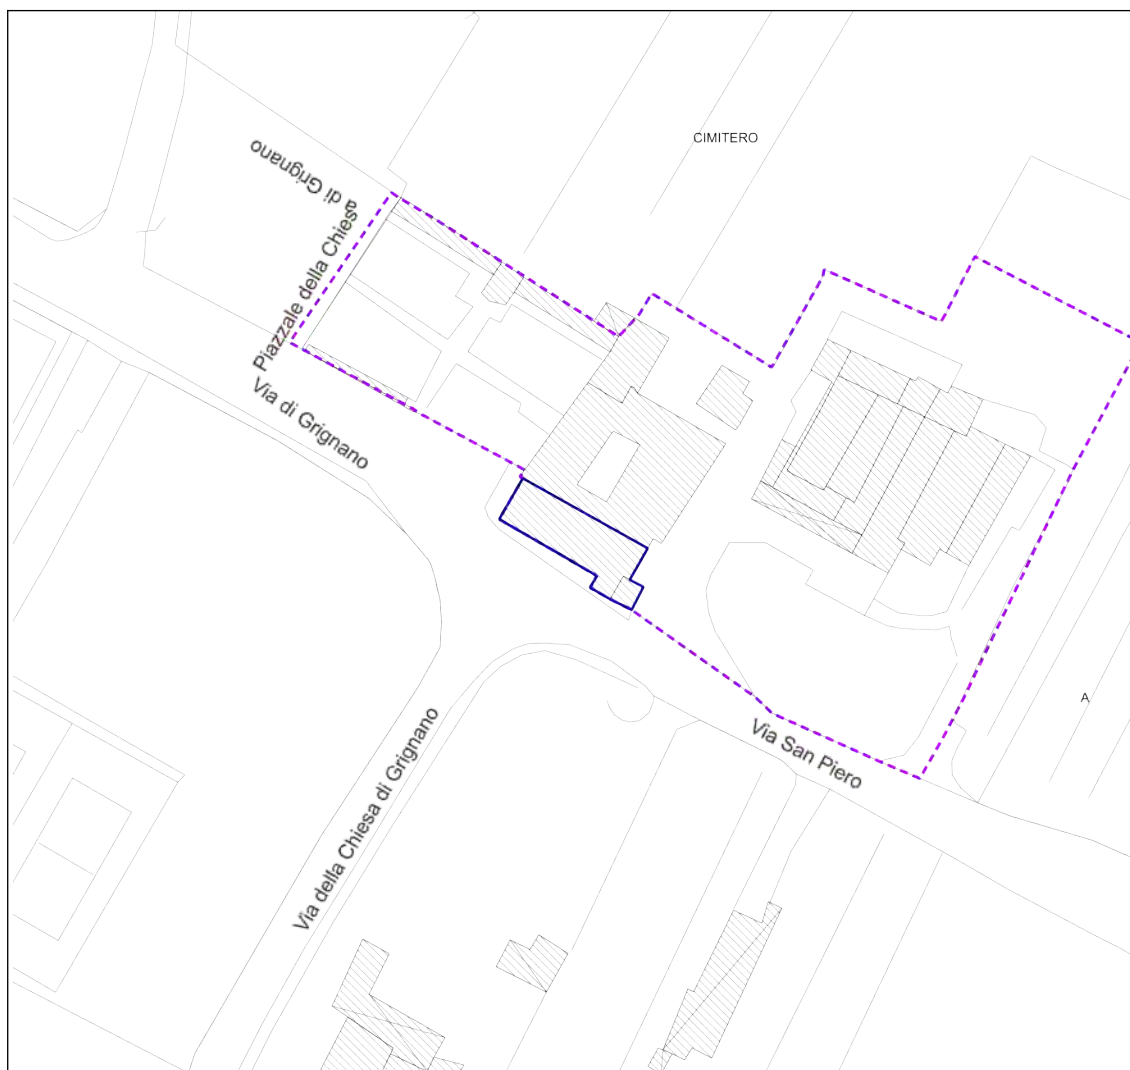 CIMITERO
Piazzale della Chiesa di Grignano
Via di Grignano
A
Via San Piero
Via della Chiesa di Grignano